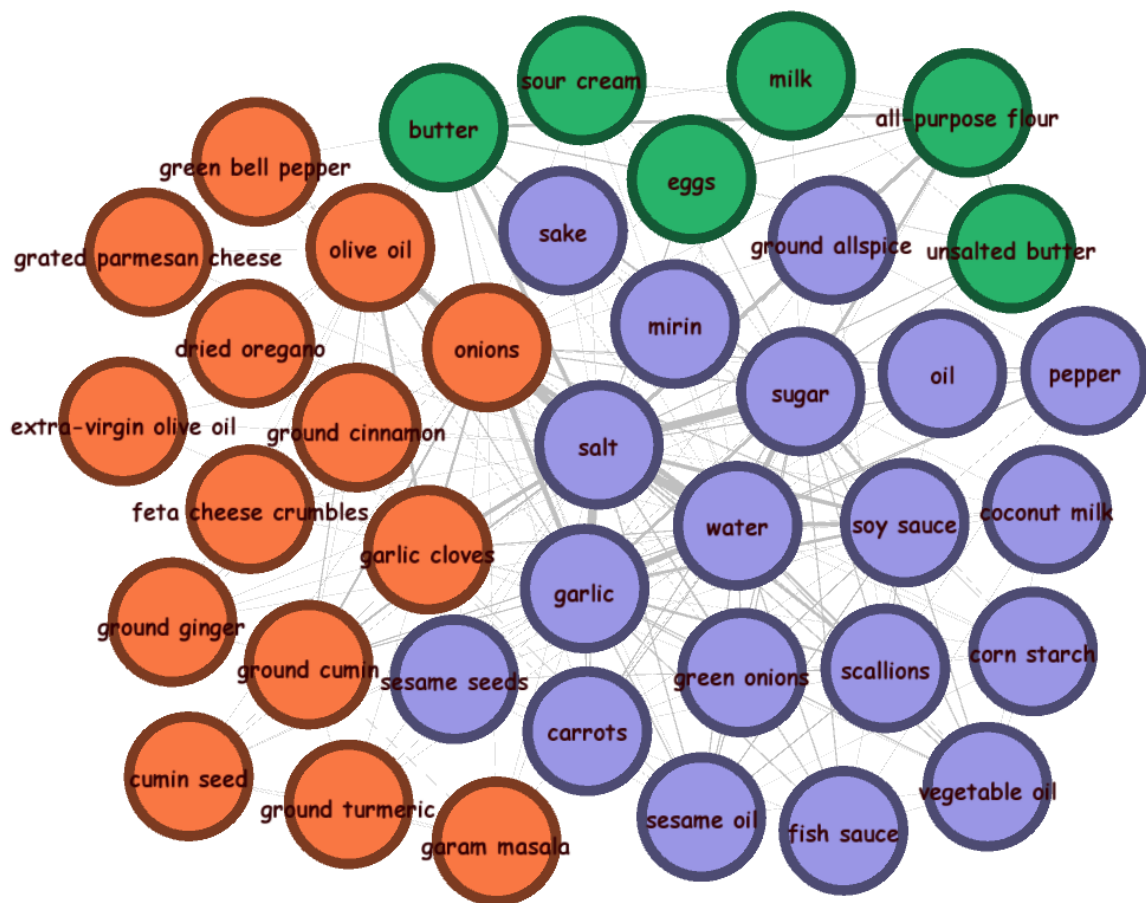 sour cream
milk
all-purpose flour
butter
green bell pepper
eggs
sake
ground allspice
olive oil
unsalted butter
grated parmesan cheese
mirin
dried oregano
onions
oil
pepper
sugar
extra-virgin olive oil
ground cinnamon
salt
feta cheese crumbles
coconut milk
water
soy sauce
garlic cloves
garlic
ground ginger
corn starch
ground cumin
sesame seeds
green onions
scallions
carrots
cumin seed
vegetable oil
ground turmeric
sesame oil
fish sauce
garam masala